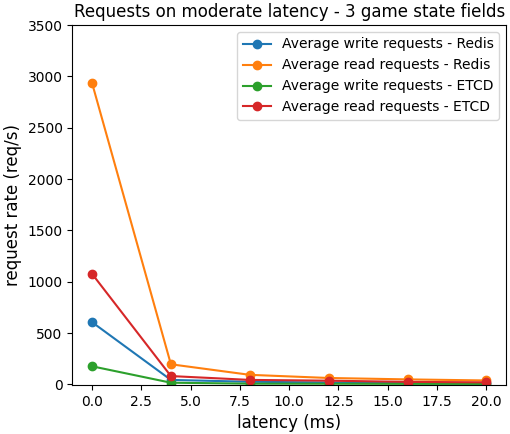 Requests on moderate latency - 3 game state fields
Average write requests - Redis
Average read requests - Redis
Average write requests - ETCD
Average read requests - ETCD
request rate (req/s)
3500
3000
2500
2000
1500
1000
500
0
0.0 2.5 5.0 7.5 10.0 12.5 15.0 17.5 20.0
latency (ms)